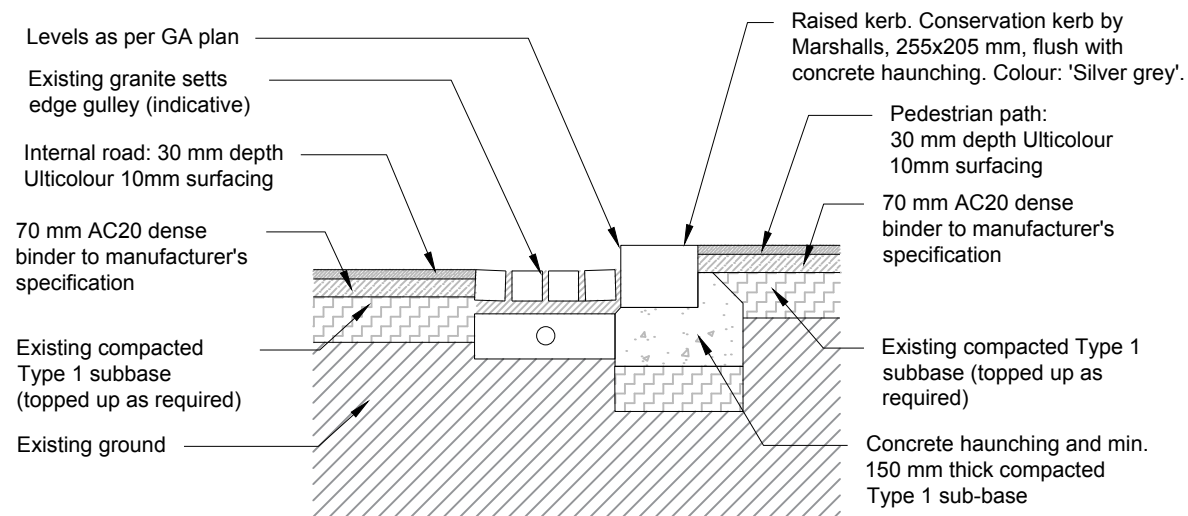 Levels as per GA plan
Existing granite setts
edge gulley (indicative)
Internal road: 30 mm depth
Ulticolour 10mm surfacing
70 mm AC20 dense
binder to manufacturer's
specification
Existing compacted
Type 1 subbase
(topped up as required)
Existing ground
Raised kerb. Conservation kerb by
Marshalls, 255x205 mm, flush with
concrete haunching. Colour: 'Silver grey'.
Pedestrian path:
30 mm depth Ulticolour
10mm surfacing
70 mm AC20 dense
binder to manufacturer's
specification
Existing compacted Type 1
subbase (topped up as
required)
Concrete haunching and min.
150 mm thick compacted
Type 1 sub-base